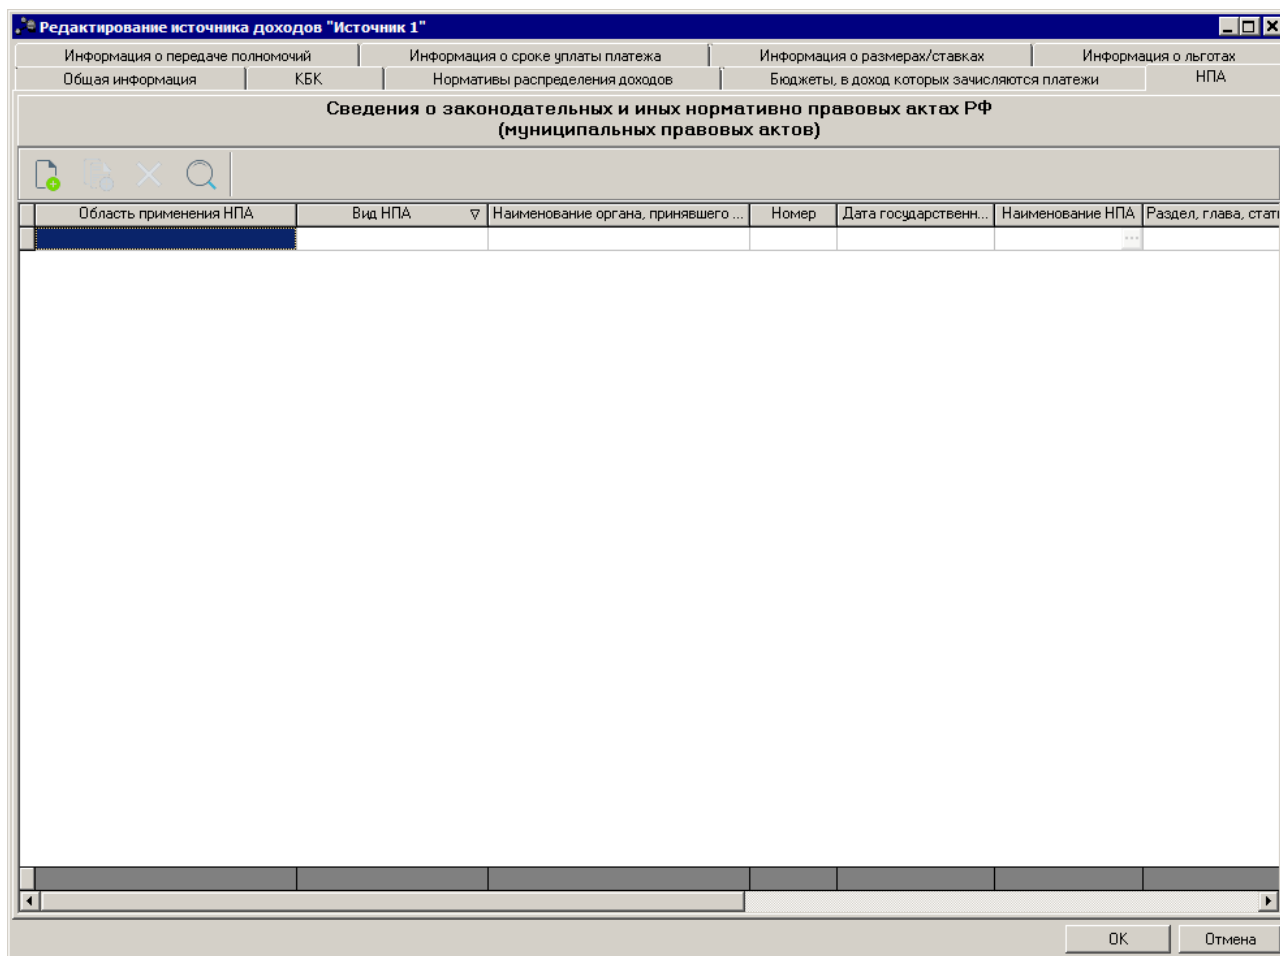 Редактирование источника доходов "Источник 1"
Информация о передаче полномочий Информация о сроке уплаты платежа Информация о размерах/ставках Информация о льготах
Общая информация КБК Нормативы распределения доходов Бюджеты, в доход которых зачисляются платежи НПА
Сведения о законодательных и иных нормативно правовых актах РФ
(муниципальных правовых актов)
Область применения НПА Вид НПА Наименование органа, принявшего ... Номер Дата государственн... Наименование НПА Раздел, глава, стат
...
OK Отмена